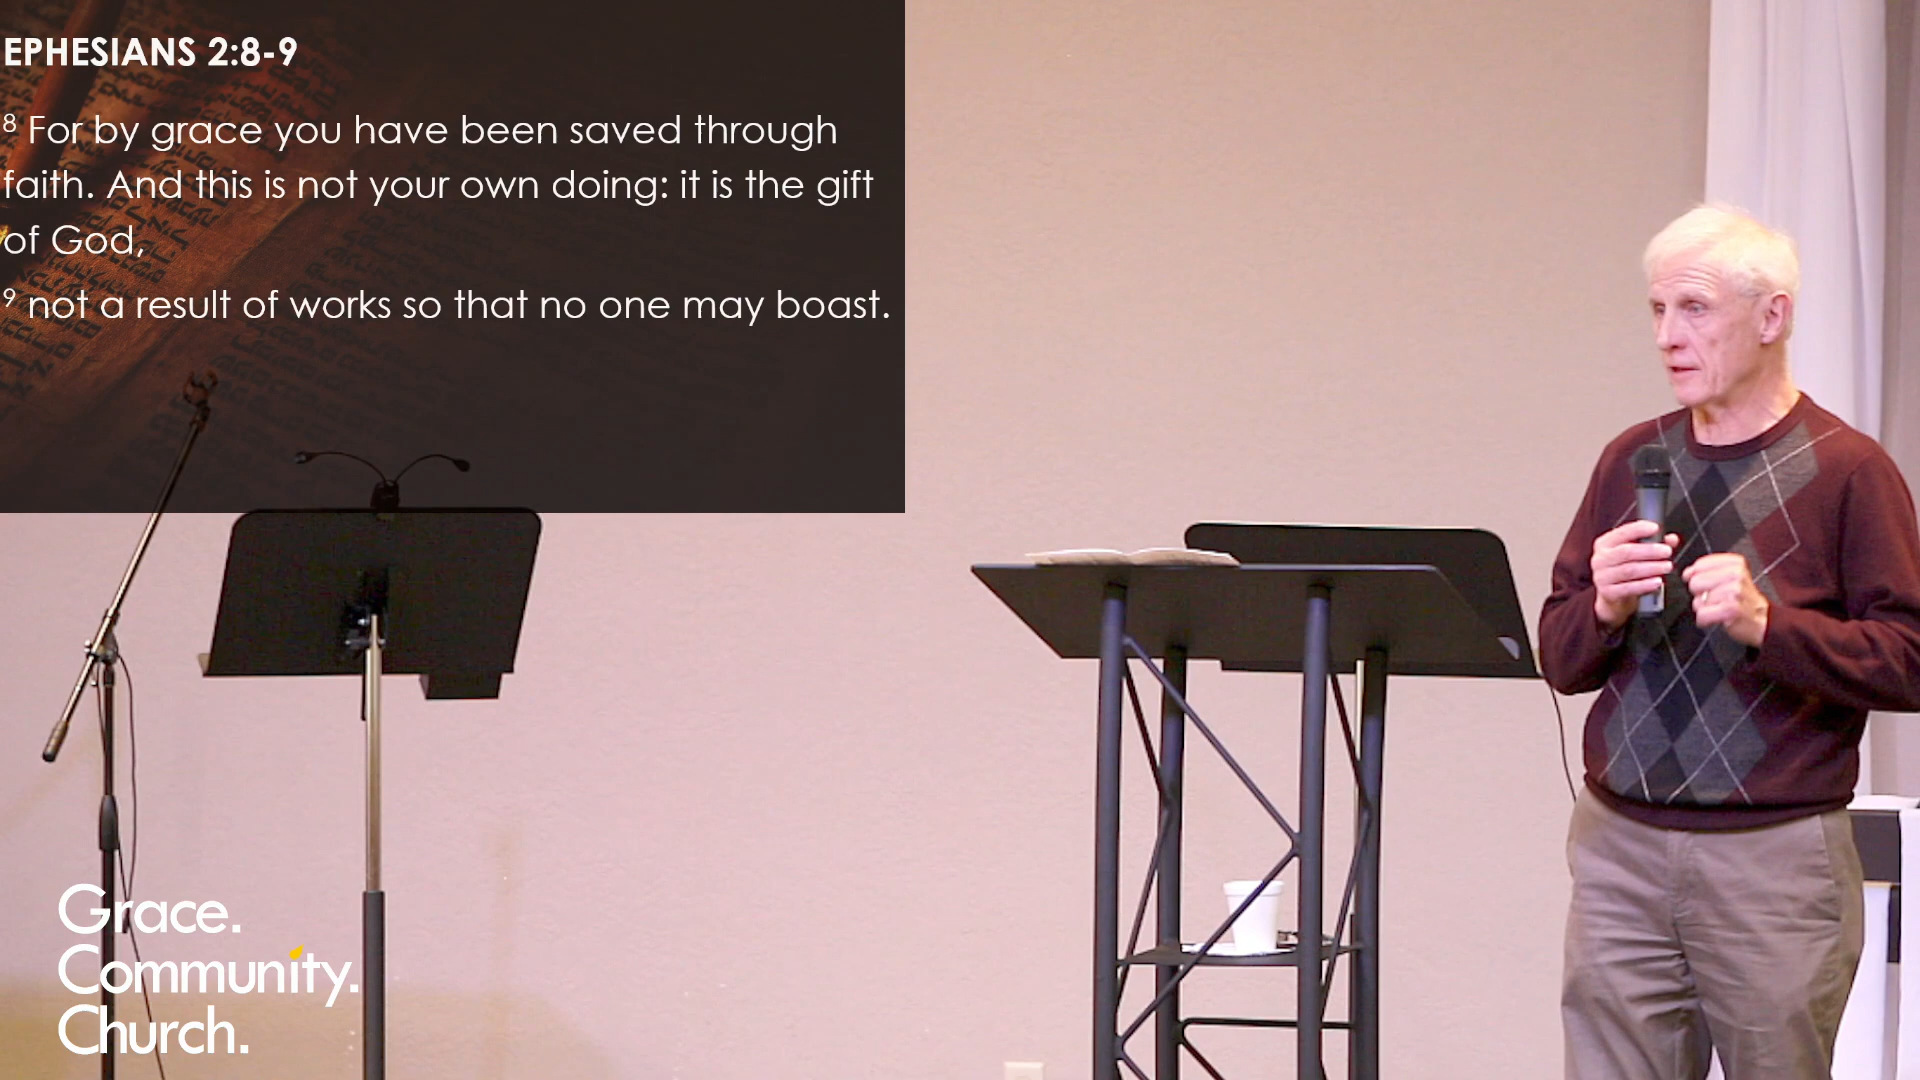 EPHESIANS 2:8-9
⁸ For by grace you have been saved through
faith. And this is not your own doing: it is the gift
of God,
⁹ not a result of works so that no one may boast.
Grace.
Community.
Church.